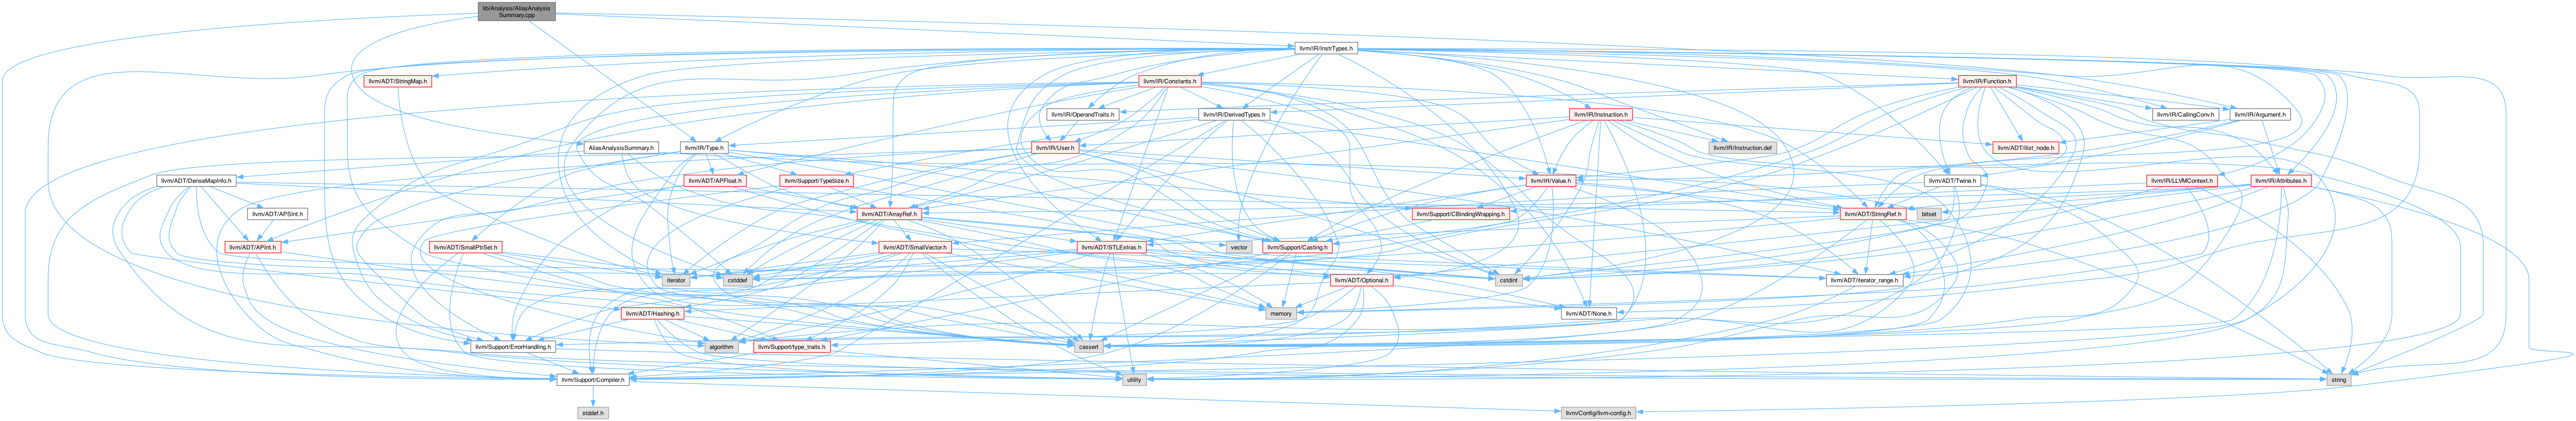 lib/Analysis/AliasAnalysis
Summary.cpp
llvm/IR/InstrTypes.h
llvm/ADT/StringMap.h
llvm/IR/Constants.h
llvm/IR/Function.h
llvm/IR/OperandTraits.h
llvm/IR/DerivedTypes.h
llvm/IR/Instruction.h
llvm/IR/CallingConv.h
llvm/IR/Argument.h
AliasAnalysisSummary.h
llvm/IR/Type.h
llvm/IR/User.h
llvm/IR/Instruction.def
llvm/ADT/ilist_node.h
llvm/ADT/DenseMapInfo.h
llvm/ADT/APFloat.h
llvm/Support/TypeSize.h
llvm/IR/Value.h
llvm/ADT/Twine.h
llvm/IR/LLVMContext.h
llvm/IR/Attributes.h
llvm/ADT/APSInt.h
llvm/ADT/ArrayRef.h
llvm/Support/CBindingWrapping.h
llvm/ADT/StringRef.h
bitset
llvm/ADT/APInt.h
llvm/ADT/SmallPtrSet.h
llvm/ADT/SmallVector.h
llvm/ADT/STLExtras.h
vector
llvm/Support/Casting.h
iterator
cstddef
llvm/ADT/Optional.h
cstdint
llvm/ADT/iterator_range.h
llvm/ADT/Hashing.h
memory
llvm/ADT/None.h
llvm/Support/ErrorHandling.h
algorithm
llvm/Support/type_traits.h
cassert
llvm/Support/Compiler.h
utility
string
stddef.h
llvm/Config/llvm-config.h